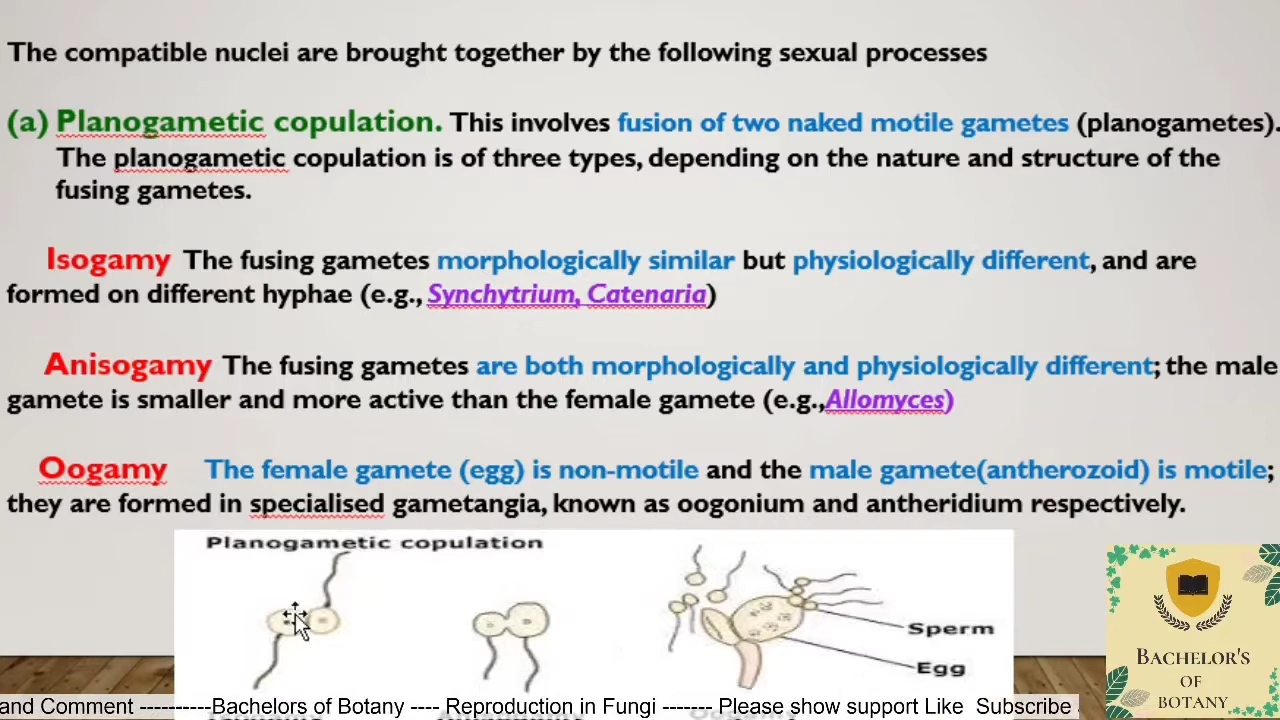 The compatible nuclei are brought together by the following sexual processes
(a) Planogametic copulation. This involves fusion of two naked motile gametes (planogametes).
The planogametic copulation is of three types, depending on the nature and structure of the
fusing gametes.
Isogamy The fusing gametes morphologically similar but physiologically different, and are
formed on different hyphae (e.g., Synchytrium, Catenaria)
Anisogamy The fusing gametes are both morphologically and physiologically different; the male
gamete is smaller and more active than the female gamete (e.g.,Allomyces)
Oogamy The female gamete (egg) is non-motile and the male gamete(antherozoid) is motile;
they are formed in specialised gametangia, known as oogonium and antheridium respectively.
Planogametic copulation
Sperm
Egg
BACHELOR'S
OF
BOTANY
and Comment ----------Bachelors of Botany ---- Reproduction in Fungi ------- Please show support Like Subscribe